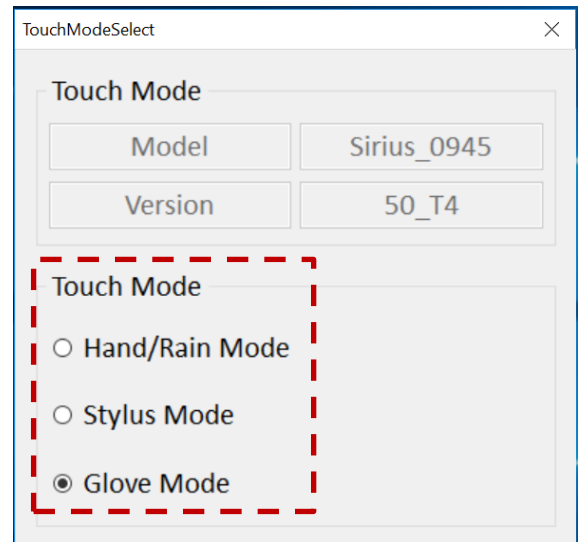 TouchModeSelect
Touch Mode
Model Sirius_0945
Version 50_T4
Touch Mode
Hand/Rain Mode
Stylus Mode
Glove Mode